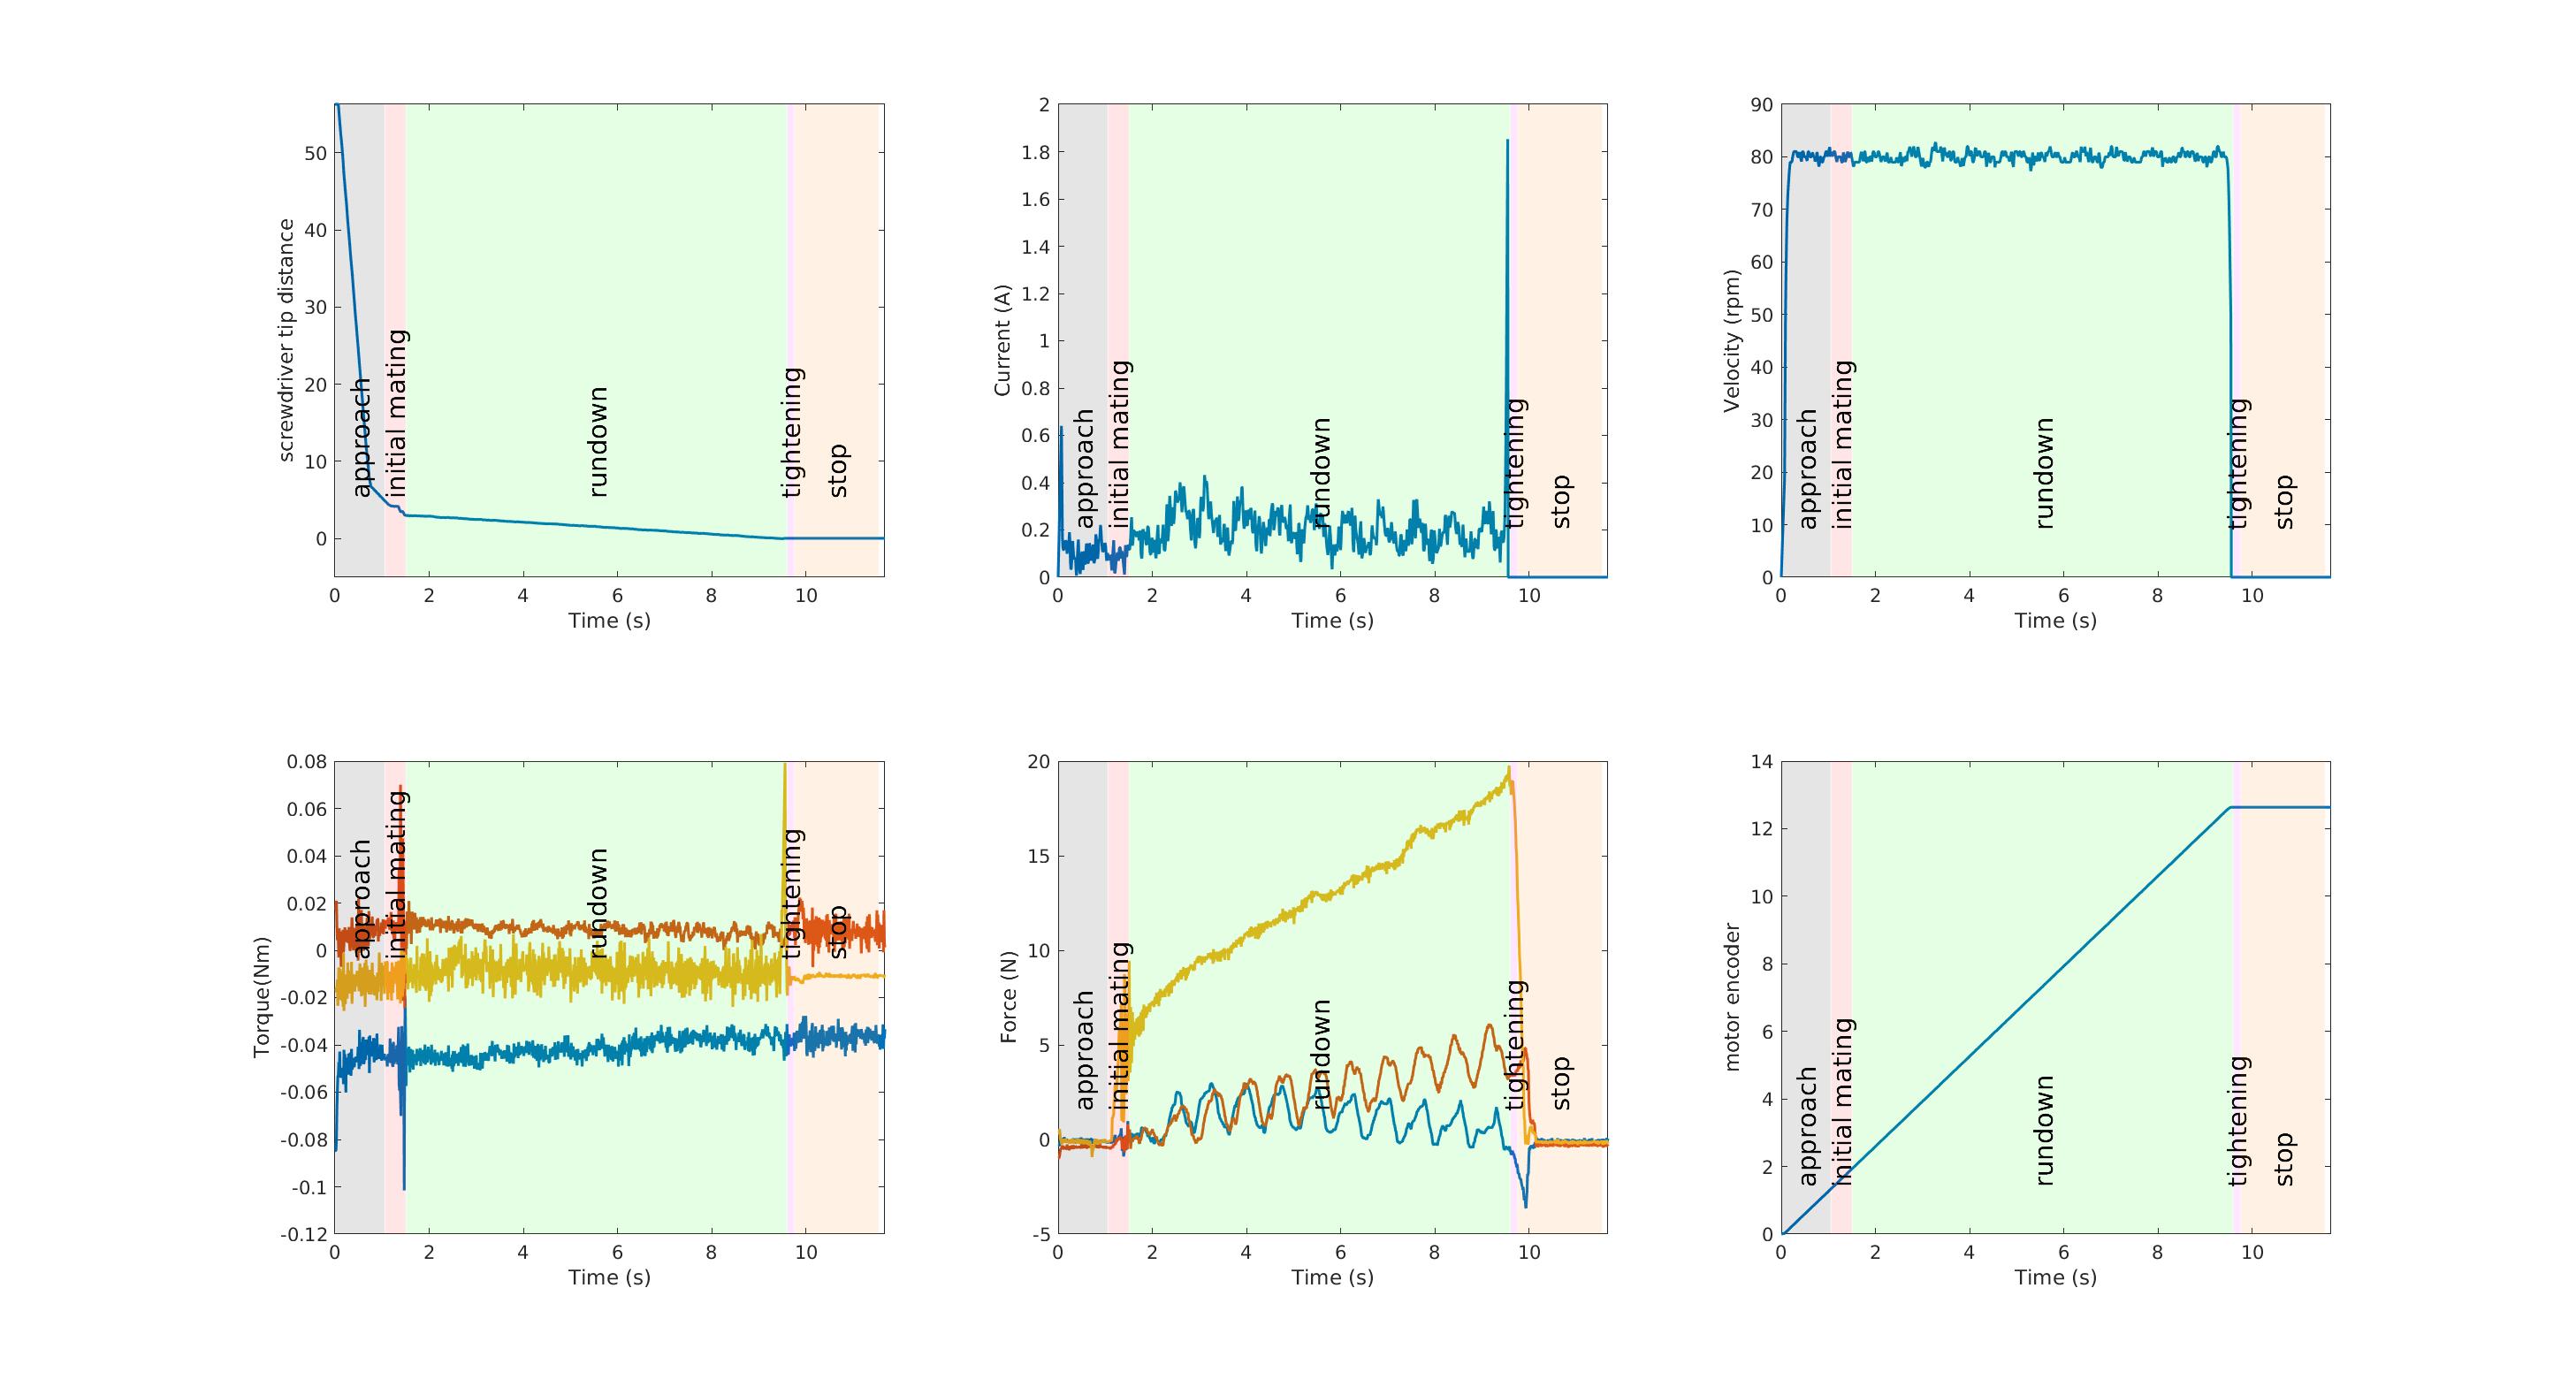 screwdriver tip distance
50
40
30
20
10
0
approach
initial mating
rundown
tightening
stop
0 2 4 6 8 10
Time (s)
Current (A)
2
1.8
1.6
1.4
1.2
1
0.8
0.6
0.4
0.2
0
approach
initial mating
rundown
tightening
stop
0 2 4 6 8 10
Time (s)
Velocity (rpm)
90
80
70
60
50
40
30
20
10
0
approach
initial mating
rundown
tightening
stop
0 2 4 6 8 10
Time (s)
Torque(Nm)
0.08
0.06
0.04
0.02
0
-0.02
-0.04
-0.06
-0.08
-0.1
-0.12
approach
initial mating
rundown
tightening
stop
0 2 4 6 8 10
Time (s)
Force (N)
20
15
10
5
0
-5
approach
initial mating
rundown
tightening
stop
0 2 4 6 8 10
Time (s)
motor encoder
14
12
10
8
6
4
2
0
approach
initial mating
rundown
tightening
stop
0 2 4 6 8 10
Time (s)